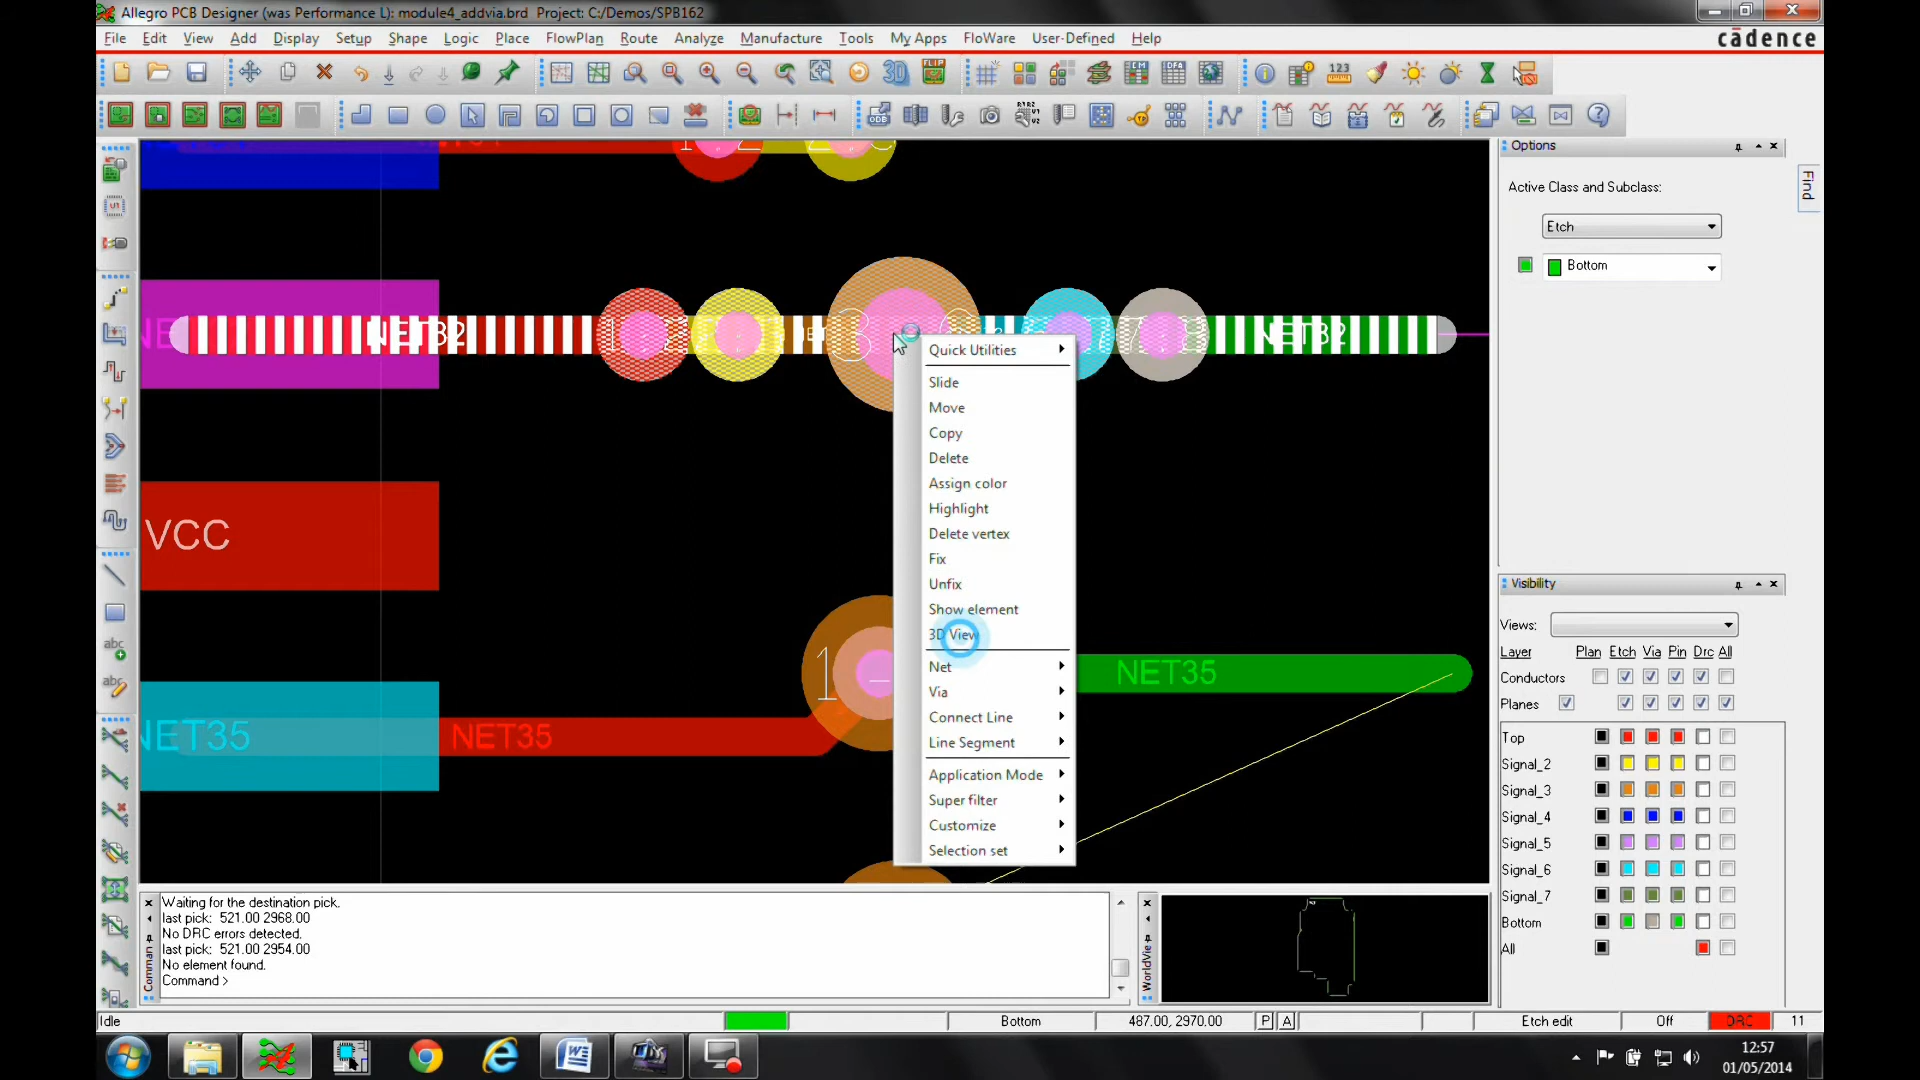 Allegro PCB Designer (was Performance L): module4_addvia.brd Project: C:/Demos/SPB162
File Edit View Add Display Setup Shape Logic Place FlowPlan Route Analyze Manufacture Tools My Apps FloWare User-Defined Help
cādence
Options
Active Class and Subclass:
Etch
Bottom
Find
NET32
NET32
VCC
NET35
NET35
NET35
1
Quick Utilities
Slide
Move
Copy
Delete
Assign color
Highlight
Delete vertex
Fix
Unfix
Show element
3D View
Net
Via
Connect Line
Line Segment
Application Mode
Super filter
Customize
Selection set
Visibility
Views:
Layer Plan Etch Via Pin Drc All
Conductors
Planes
Top
Signal_2
Signal_3
Signal_4
Signal_5
Signal_6
Signal_7
Bottom
All
Waiting for the destination pick.
last pick: 521.00 2968.00
No DRC errors detected.
last pick: 521.00 2954.00
No element found.
Command >
Comman
WorldVie
Idle Bottom 487.00, 2970.00 P A Etch edit Off DRC 11
12:57
01/05/2014